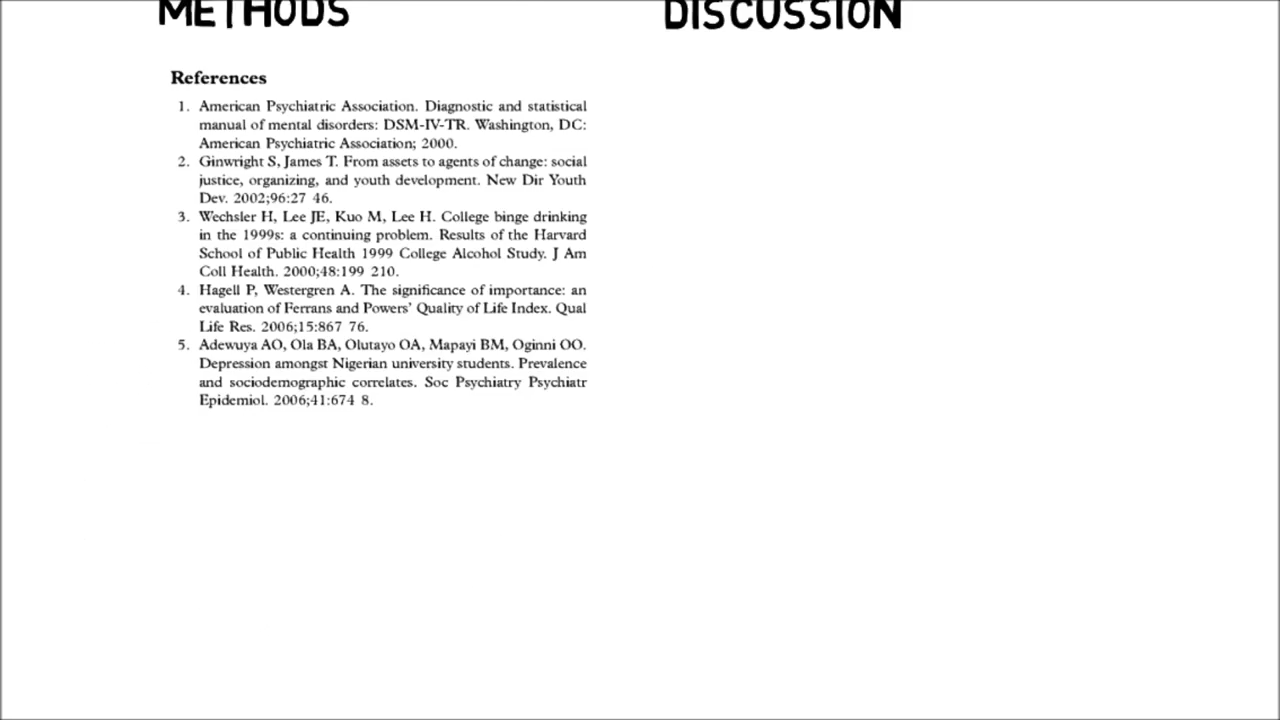 METHODS
DISCUSSION
References
1. American Psychiatric Association. Diagnostic and statistical
manual of mental disorders: DSM-IV-TR. Washington, DC:
American Psychiatric Association; 2000.
2. Ginwright S, James T. From assets to agents of change: social
justice, organizing, and youth development. New Dir Youth
Dev. 2002;96:27 46.
3. Wechsler H, Lee JE, Kuo M, Lee H. College binge drinking
in the 1999s: a continuing problem. Results of the Harvard
School of Public Health 1999 College Alcohol Study. J Am
Coll Health. 2000;48:199 210.
4. Hagell P, Westergren A. The significance of importance: an
evaluation of Ferrans and Powers' Quality of Life Index. Qual
Life Res. 2006;15:867 76.
5. Adewuya AO, Ola BA, Olutayo OA, Mapayi BM, Oginni OO.
Depression amongst Nigerian university students. Prevalence
and sociodemographic correlates. Soc Psychiatry Psychiatr
Epidemiol. 2006;41:674 8.